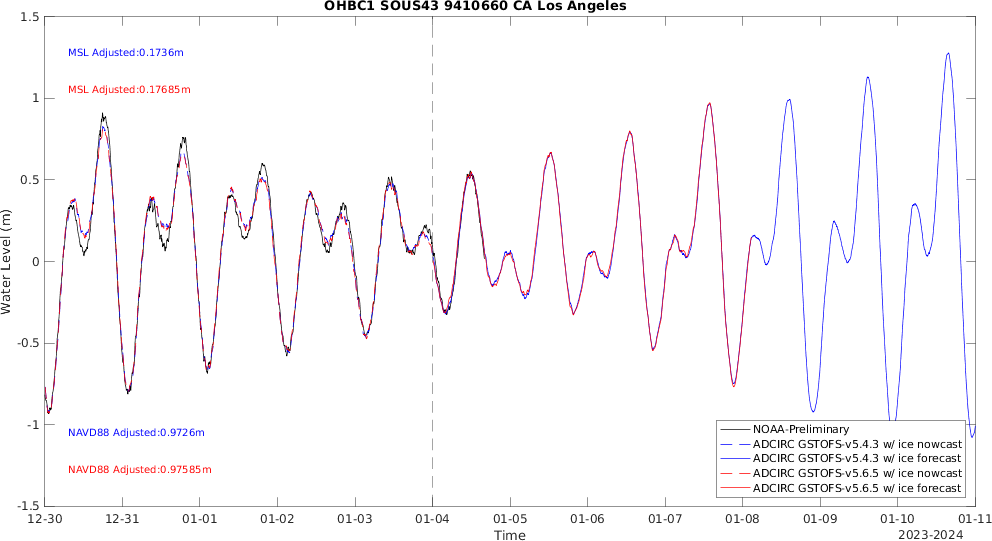 OHBC1 SOUS43 9410660 CA Los Angeles
1.5
1
0.5
0
-0.5
-1
-1.5
Water Level (m)
MSL Adjusted:0.1736m
MSL Adjusted:0.17685m
NAVD88 Adjusted:0.9726m
NAVD88 Adjusted:0.97585m
NOAA-Preliminary
ADCIRC GSTOFS-v5.4.3 w/ ice nowcast
ADCIRC GSTOFS-v5.4.3 w/ ice forecast
ADCIRC GSTOFS-v5.6.5 w/ ice nowcast
ADCIRC GSTOFS-v5.6.5 w/ ice forecast
12-30 12-31 01-01 01-02 01-03 01-04 01-05 01-06 01-07 01-08 01-09 01-10 01-11
Time
2023-2024